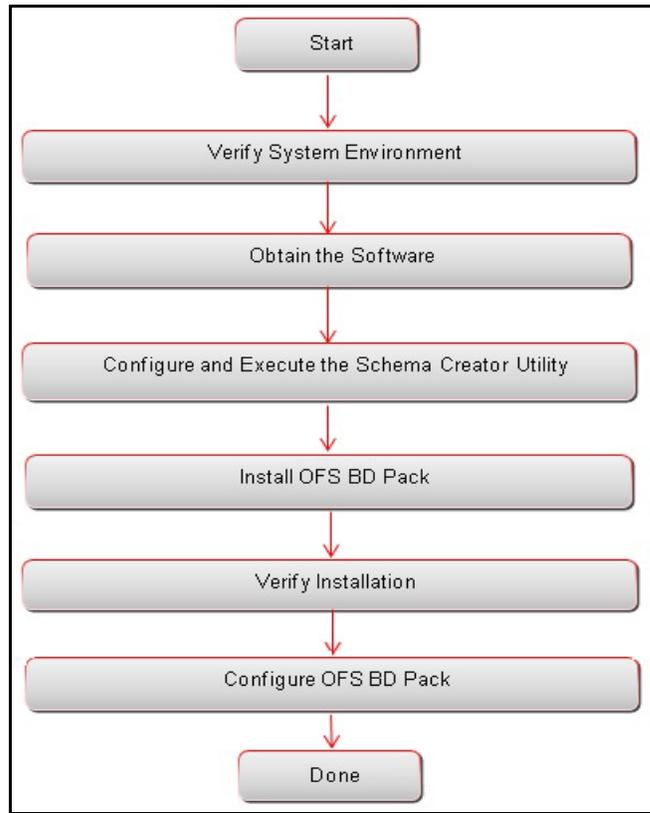 Start
Verify System Environment
Obtain the Software
Configure and Execute the Schema Creator Utility
Install OFS BD Pack
Verify Installation
Configure OFS BD Pack
Done